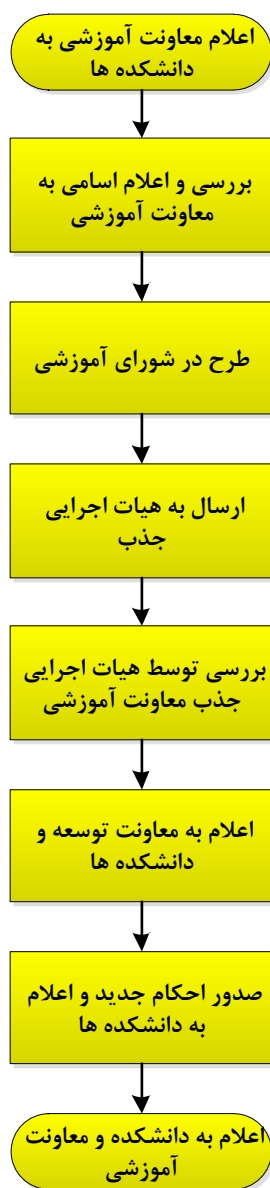 اعلام معاونت آموزشی به
دانشکده ها
بررسی و اعلام اسامی به
معاونت آموزشی
طرح در شورای آموزشی
ارسال به هیات اجرایی
جذب
بررسی توسط هیات اجرایی
جذب معاونت آموزشی
اعلام به معاونت توسعه و
دانشکده ها
صدور احکام جدید و اعلام
به دانشکده ها
اعلام به دانشکده و معاونت
آموزشی